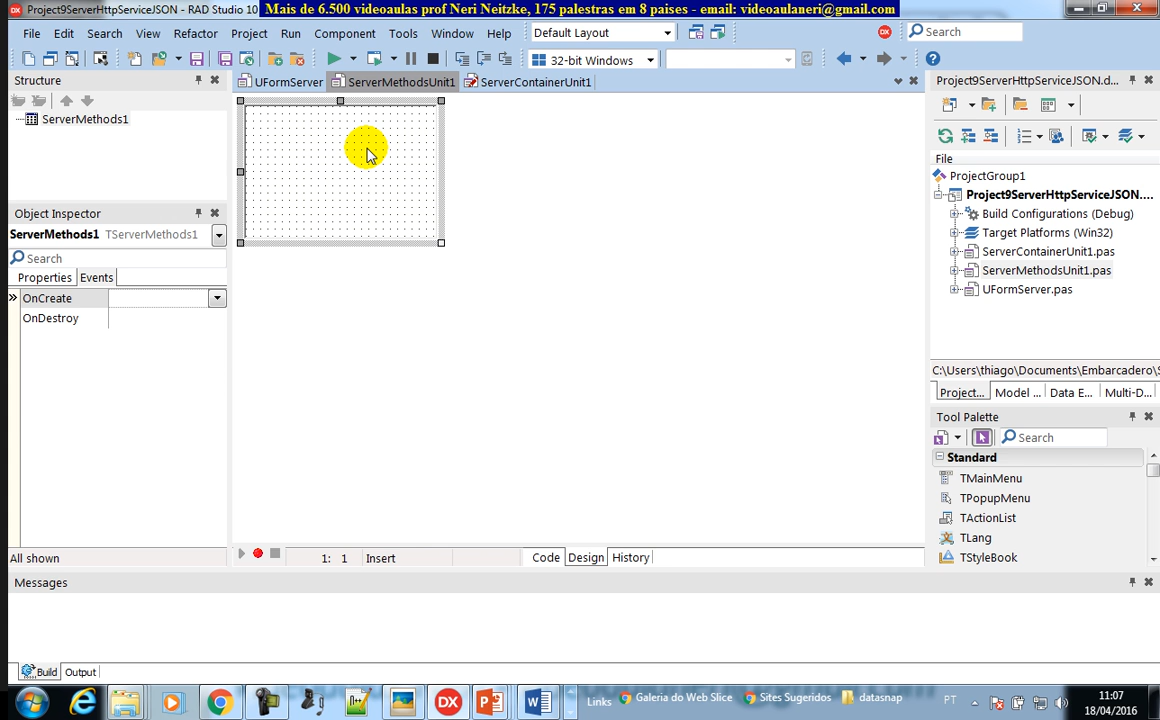 Project9ServerHttpServiceJSON - RAD Studio 10
Mais de 6.500 videoaulas prof Neri Neitzke, 175 palestras em 8 paises - email: videoaulaneri@gmail.com
File Edit Search View Refactor Project Run Component Tools Window Help
Default Layout
Search
32-bit Windows
Structure
UFormServer ServerMethodsUnit1 ServerContainerUnit1
Project9ServerHttpServiceJSON.d...
ServerMethods1
File
ProjectGroup1
Project9ServerHttpServiceJSON....
Build Configurations (Debug)
Target Platforms (Win32)
ServerContainerUnit1.pas
ServerMethodsUnit1.pas
UFormServer.pas
Object Inspector
ServerMethods1 TServerMethods1
Search
Properties Events
OnCreate
OnDestroy
C:\Users\thiago\Documents\Embarcadero\S
Project... Model ... Data E... Multi-D...
Tool Palette
Search
Standard
TMainMenu
TPopupMenu
TActionList
TLang
TStyleBook
All shown
1: 1 Insert
Code Design History
Messages
Build Output
Links Galeria do Web Slice Sites Sugeridos datasnap
PT
11:07
18/04/2016